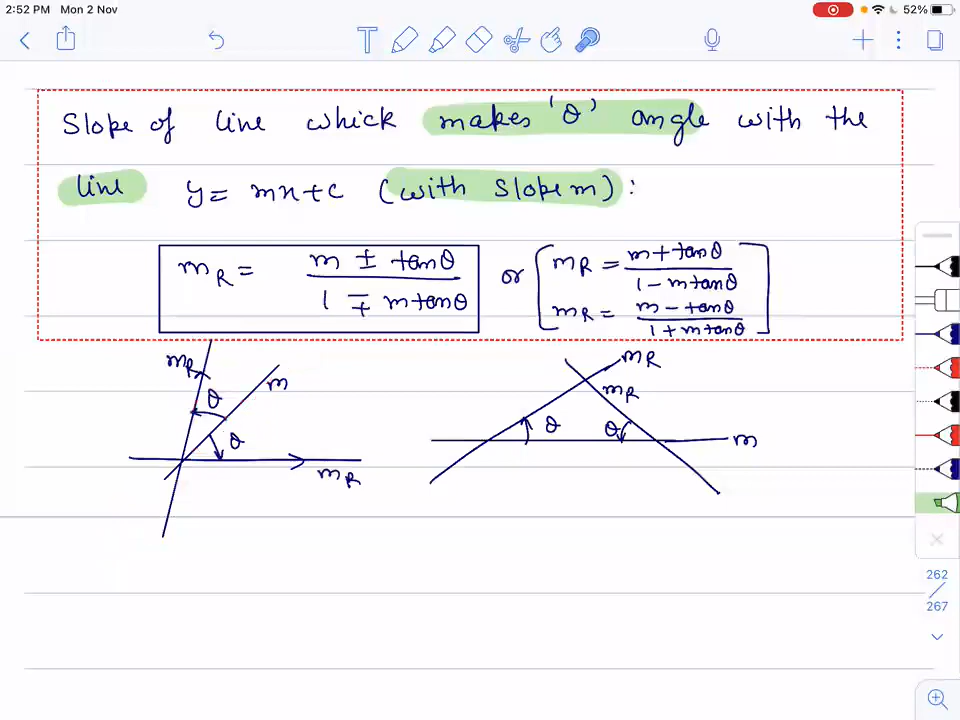 2:52 PM Mon 2 Nov
52%
T
Slope of line which makes 'θ' angle with the
line y = mx + c (with slope m) :
m_R = (m ± tanθ)/(1 ∓ m tanθ) or [m_R = (m + tanθ)/(1 - m tanθ)
m_R = (m - tanθ)/(1 + m tanθ)]
m_R
m
θ
θ
m_R
m_R
m_R
θ
θ
m
262
267